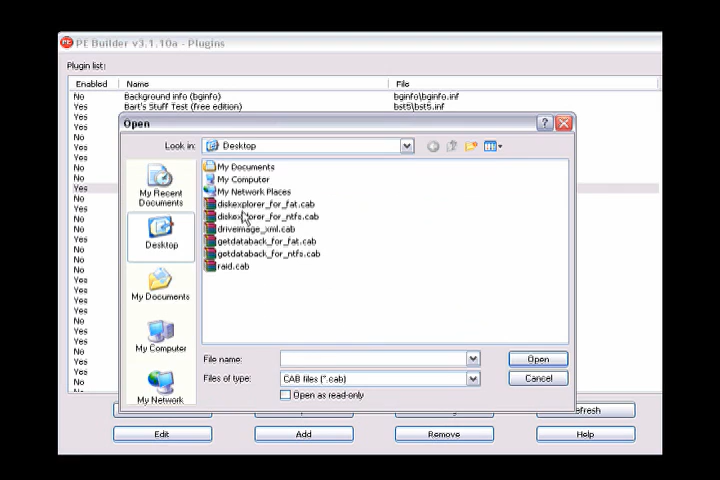 PE Builder v3.1.10a - Plugins
Plugin list:
Enabled Name File
No Background info (bginfo) bginfo\bginfo.inf
Yes Bart's Stuff Test (free edition) bst5\bst5.inf
Yes
Yes
No
No
No
No
Yes
No
Yes
No
No
No
No
No
Yes
Yes
Yes
No
Yes
Yes
No
Yes
Yes
No
No
Open
Look in: Desktop
My Recent
Documents
Desktop
My Documents
My Computer
My Network
My Documents
My Computer
My Network Places
diskexplorer_for_fat.cab
diskexplorer_for_ntfs.cab
driveimage_xml.cab
getdataback_for_fat.cab
getdataback_for_ntfs.cab
raid.cab
File name: Open
Files of type: CAB files (*.cab) Cancel
Open as read-only
efresh
Edit Add Remove Help